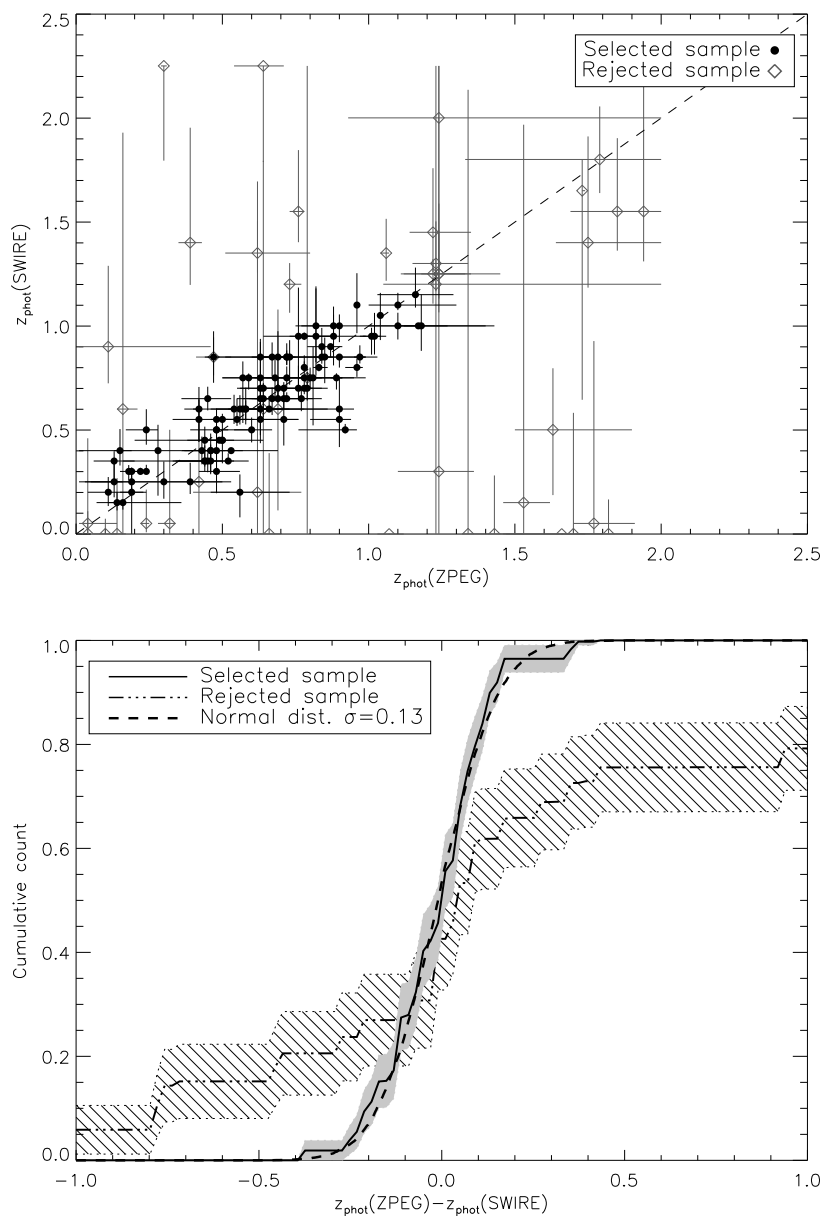 2.5
2.0
1.5
1.0
0.5
0.0
z_phot(SWIRE)
Selected sample
Rejected sample
0.0 0.5 1.0 1.5 2.0 2.5
z_phot(ZPEG)
1.0
0.8
0.6
0.4
0.2
0.0
Cumulative count
Selected sample
Rejected sample
Normal dist. σ=0.13
-1.0 -0.5 0.0 0.5 1.0
z_phot(ZPEG)-z_phot(SWIRE)